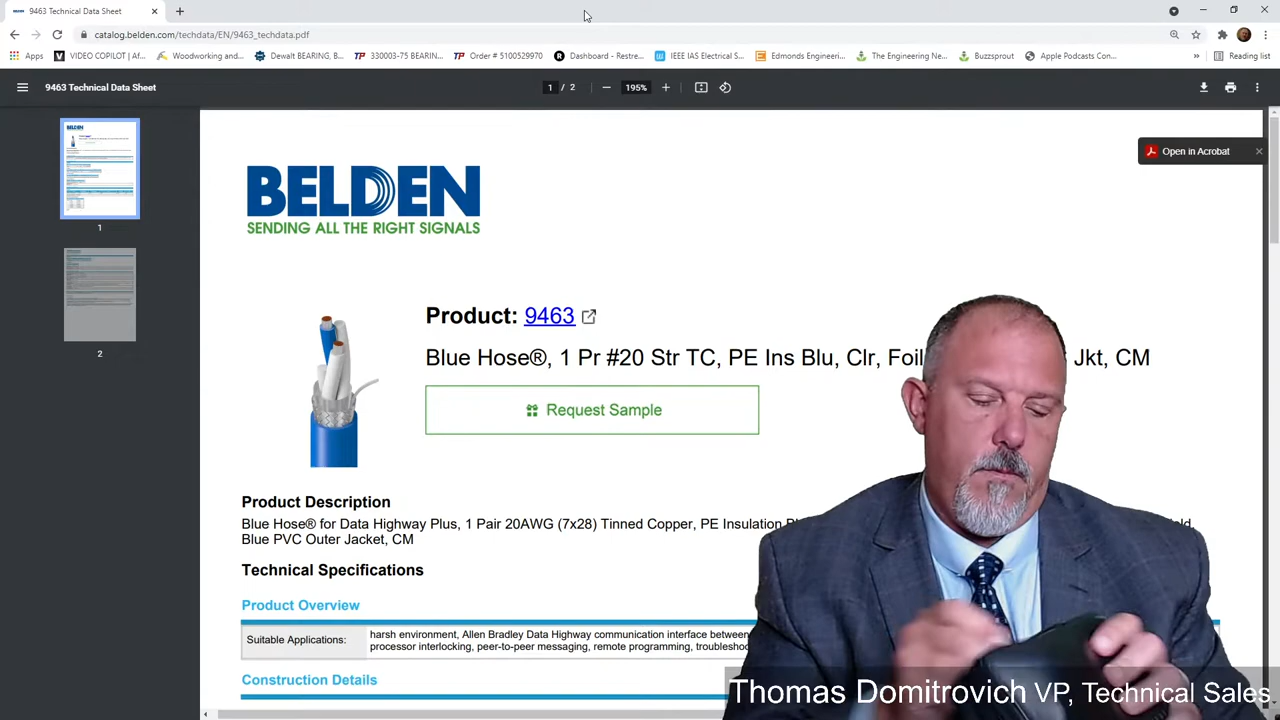 9463 Technical Data Sheet
catalog.belden.com/techdata/EN/9463_techdata.pdf
Apps
VIDEO COPILOT | Af...
Woodworking and...
Dewalt BEARING, B...
330003-75 BEARIN...
Order # 5100529970
Dashboard - Restre...
IEEE IAS Electrical S...
Edmonds Engineeri...
The Engineering Ne...
Buzzsprout
Apple Podcasts Con...
Reading list
9463 Technical Data Sheet
1 / 2
195%
Open in Acrobat
1
2
BELDEN
SENDING ALL THE RIGHT SIGNALS
Product: 9463
Blue Hose®, 1 Pr #20 Str TC, PE Ins Blu, Clr, Foil Jkt, CM
Request Sample
Product Description
Blue Hose® for Data Highway Plus, 1 Pair 20AWG (7x28) Tinned Copper, PE Insulation
Blue PVC Outer Jacket, CM
Technical Specifications
Product Overview
Suitable Applications:
harsh environment, Allen Bradley Data Highway communication interface between
processor interlocking, peer-to-peer messaging, remote programming,
Construction Details
Thomas Domitrovich VP, Technical Sales